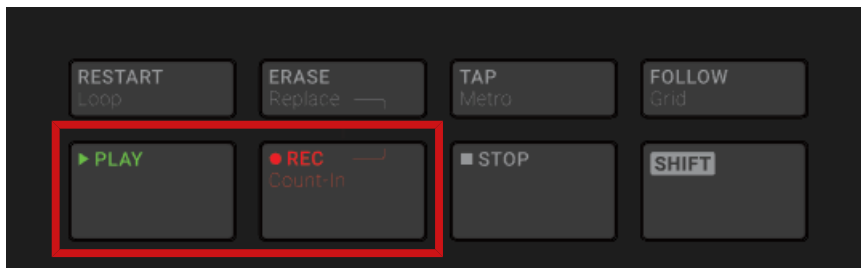 RESTART
Loop
ERASE
Replace
TAP
Metro
FOLLOW
Grid
PLAY
REC
Count-In
STOP
SHIFT